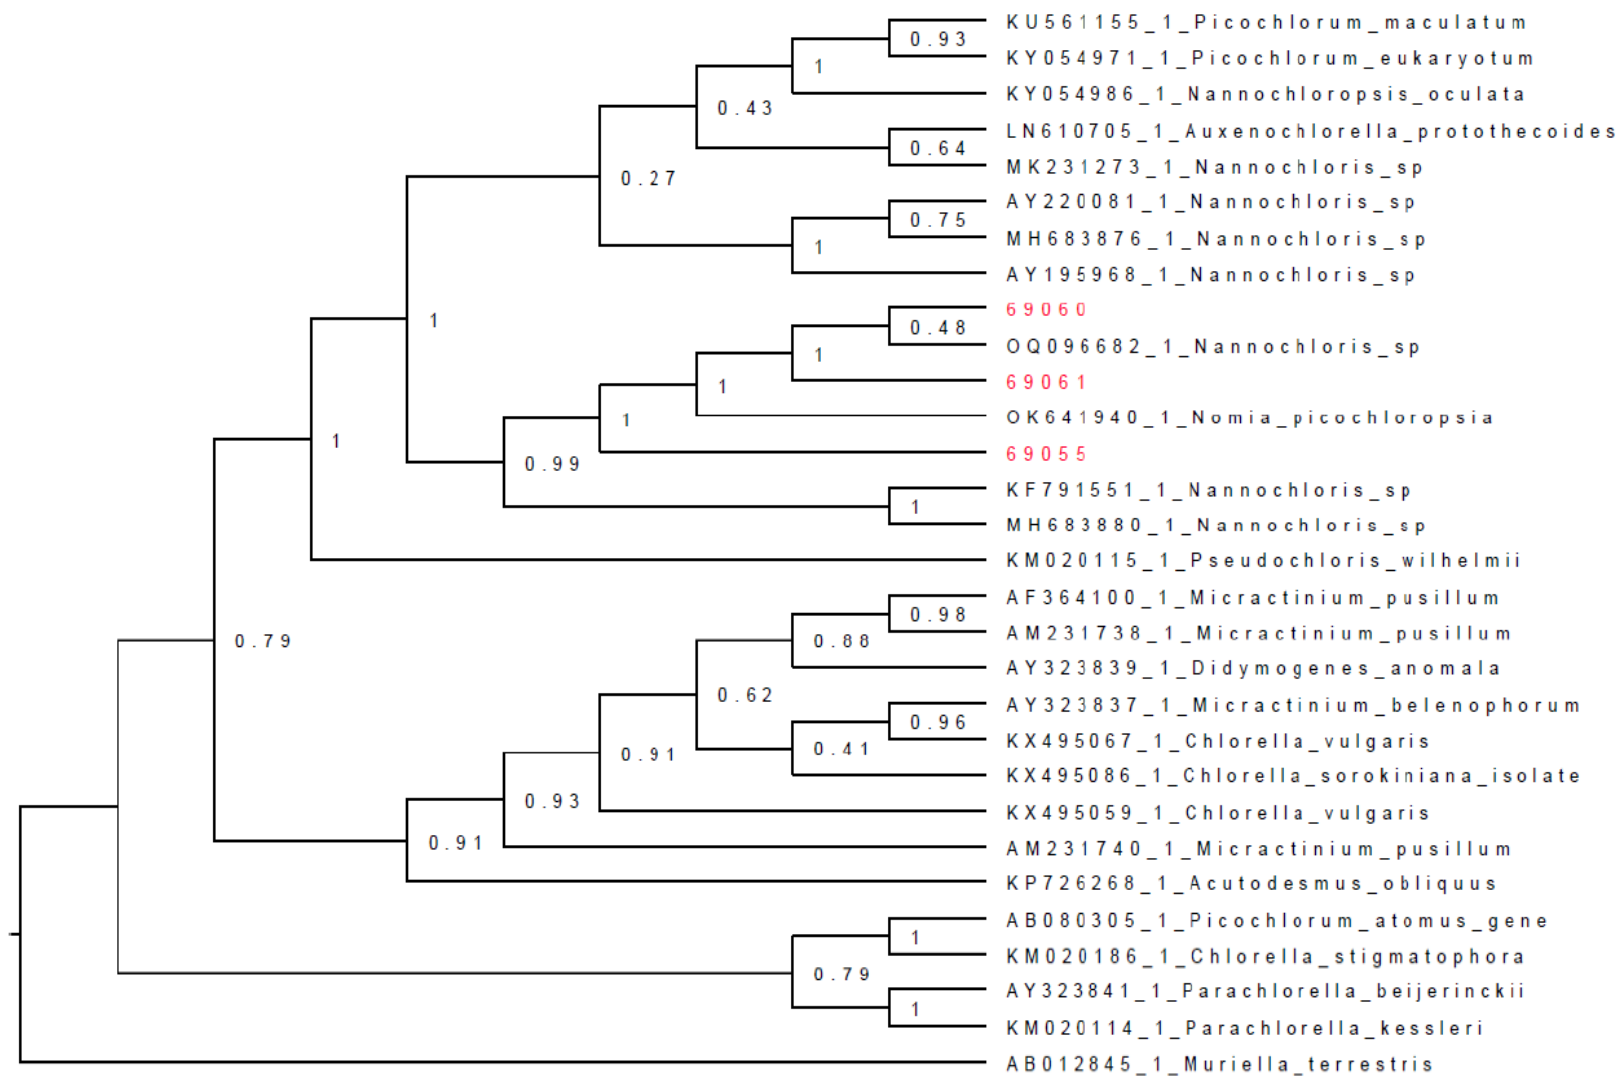 KU561155_1_Picochlorum_maculatum
0.93
KY054971_1_Picochlorum_eukaryotum
1
KY054986_1_Nannochloropsis_oculata
0.43
LN610705_1_Auxenochlorella_protothecoides
0.64
MK231273_1_Nannochloris_sp
0.27
AY220081_1_Nannochloris_sp
0.75
MH683876_1_Nannochloris_sp
1
AY195968_1_Nannochloris_sp
69060
1
0.48
OQ096682_1_Nannochloris_sp
1
69061
1
OK641940_1_Nomia_picochloropsia
1
1
69055
0.99
KF791551_1_Nannochloris_sp
1
MH683880_1_Nannochloris_sp
KM020115_1_Pseudochloris_wilhelmii
AF364100_1_Micractinium_pusillum
0.98
AM231738_1_Micractinium_pusillum
0.79
0.88
AY323839_1_Didymogenes_anomala
0.62
AY323837_1_Micractinium_belenophorum
0.96
KX495067_1_Chlorella_vulgaris
0.91
0.41
KX495086_1_Chlorella_sorokiniana_isolate
0.93
KX495059_1_Chlorella_vulgaris
0.91
AM231740_1_Micractinium_pusillum
KP726268_1_Acutodesmus_obliquus
AB080305_1_Picochlorum_atomus_gene
1
KM020186_1_Chlorella_stigmatophora
0.79
AY323841_1_Parachlorella_beijerinckii
1
KM020114_1_Parachlorella_kessleri
AB012845_1_Muriella_terrestris